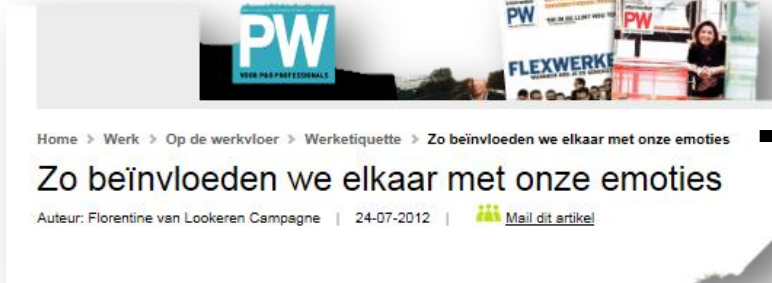 PW
VOOR P&O PROFESSIONALS
PW
FLEXWERKE
PW
Home > Werk > Op de werkvloer > Werketiquette > Zo beïnvloeden we elkaar met onze emoties
Zo beïnvloeden we elkaar met onze emoties
Auteur: Florentine van Lookeren Campagne | 24-07-2012 | Mail dit artikel